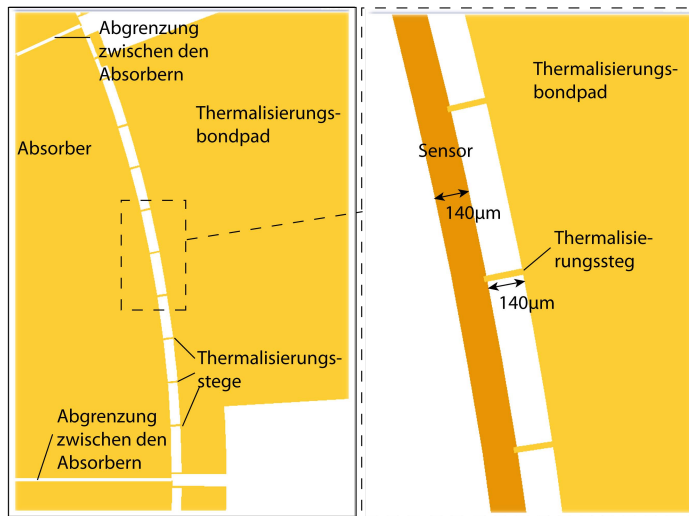 Abgrenzung
zwischen den
Absorbern
Absorber
Thermalisierungs-
bondpad
Thermalisierungs-
stege
Abgrenzung
zwischen den
Absorbern
Thermalisierungs-
bondpad
Sensor
140µm
Thermalisie-
rungssteg
140µm